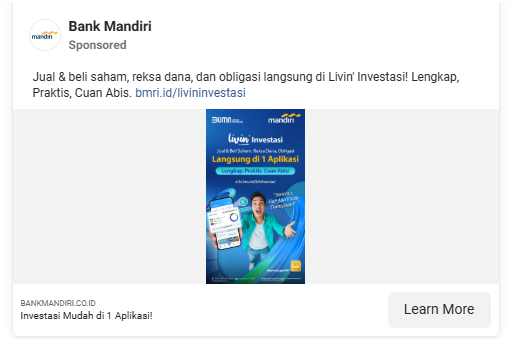 mandiri
Bank Mandiri
Sponsored
Jual & beli saham, reksa dana, dan obligasi langsung di Livin' Investasi! Lengkap,
Praktis, Cuan Abis. bmri.id/livininvestasi
BUMN
mandiri
livin' Investasi
Jual & Beli Saham, Reksa Dana, Obligasi
Langsung di 1 Aplikasi
Lengkap, Praktis, Cuan Abis!
BANKMANDIRI.CO.ID
Investasi Mudah di 1 Aplikasi!
Learn More